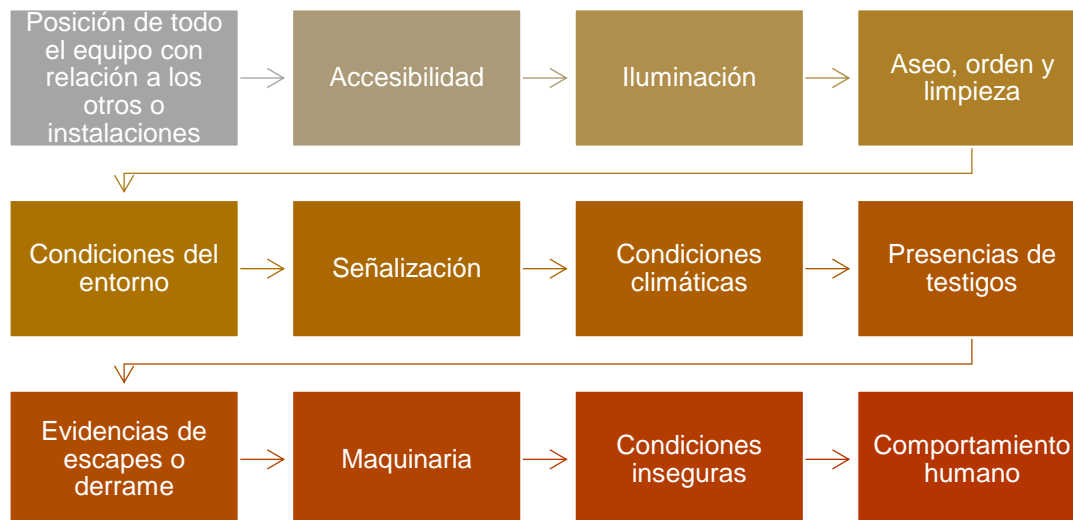 Posición de todo
el equipo con
relación a los
otros o
instalaciones
Accesibilidad
Iluminación
Aseo, orden y
limpieza
Condiciones del
entorno
Señalización
Condiciones
climáticas
Presencias de
testigos
Evidencias de
escapes o
derrame
Maquinaria
Condiciones
inseguras
Comportamiento
humano